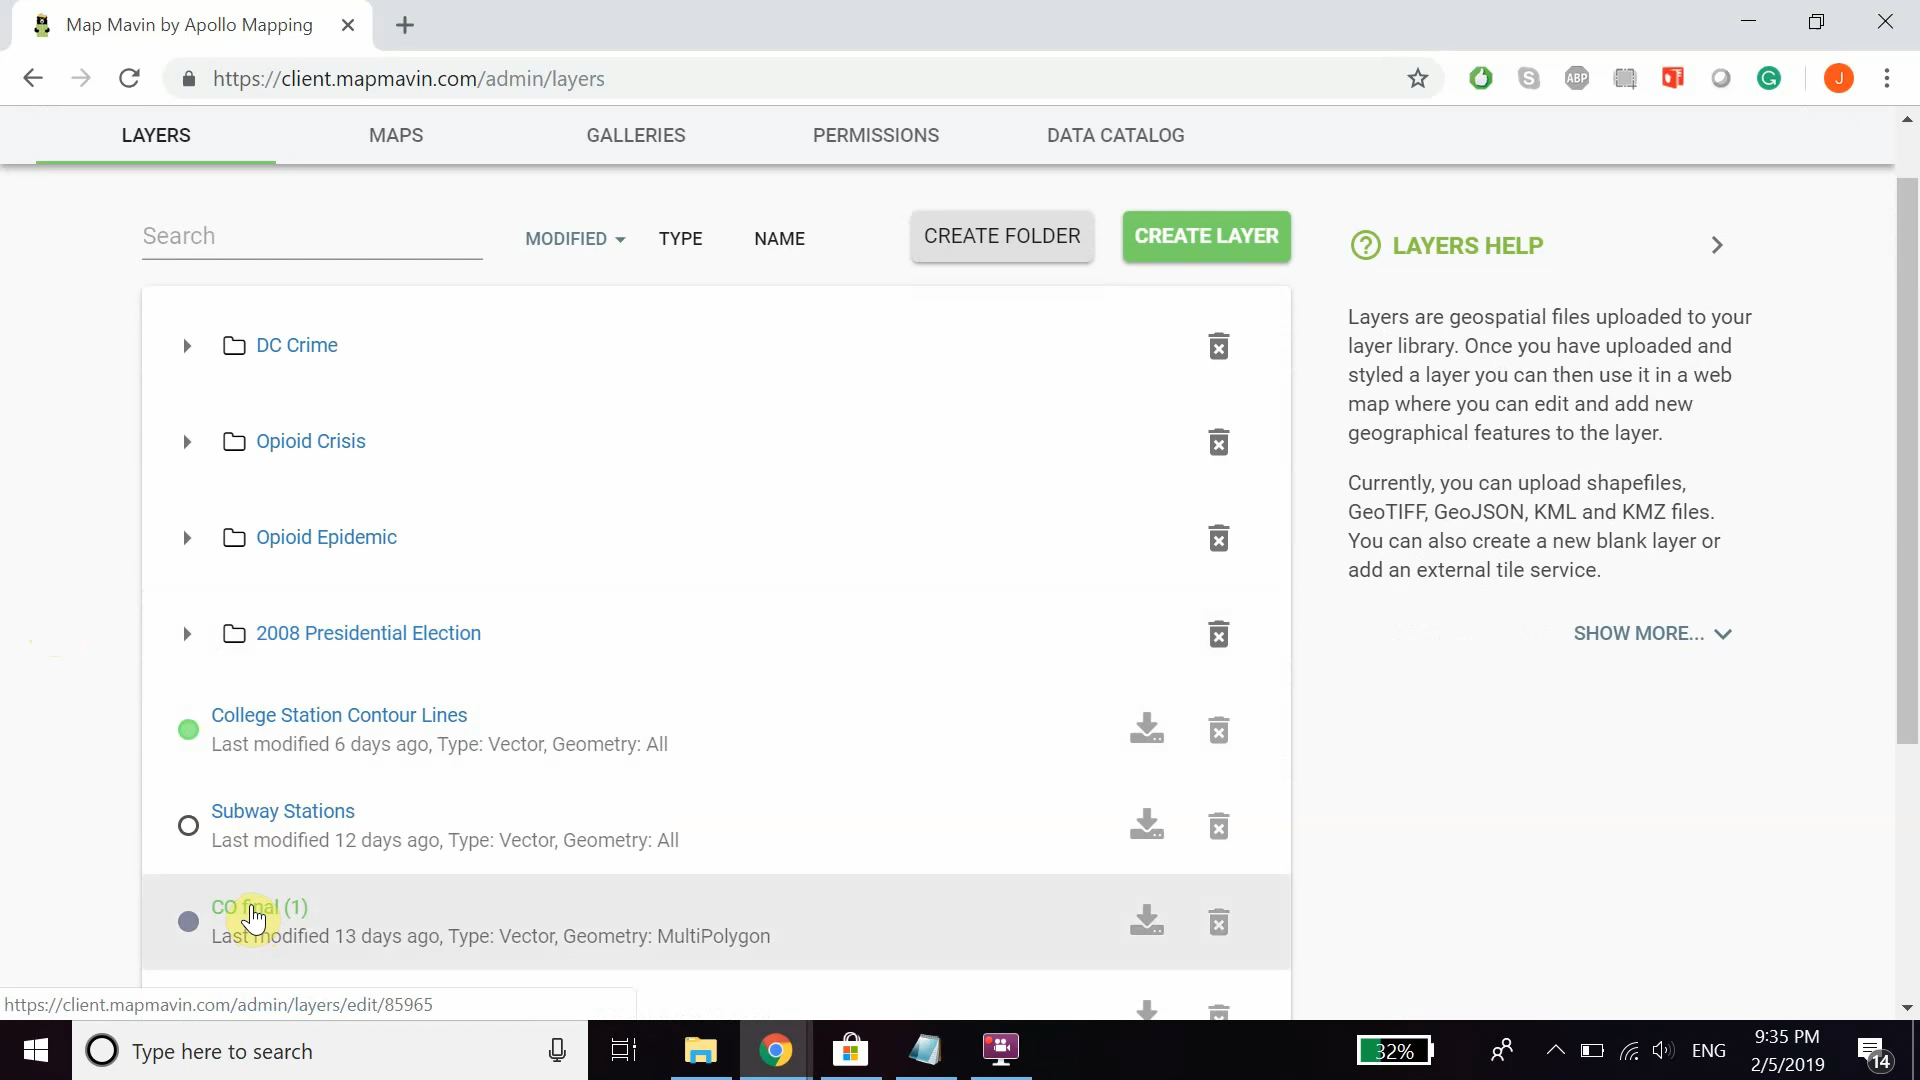 Map Mavin by Apollo Mapping
https://client.mapmavin.com/admin/layers
ABP
J
LAYERS
MAPS
GALLERIES
PERMISSIONS
DATA CATALOG
Search
MODIFIED
TYPE
NAME
CREATE FOLDER
CREATE LAYER
LAYERS HELP
DC Crime
Opioid Crisis
Opioid Epidemic
2008 Presidential Election
College Station Contour Lines
Last modified 6 days ago, Type: Vector, Geometry: All
Subway Stations
Last modified 12 days ago, Type: Vector, Geometry: All
CO final (1)
Last modified 13 days ago, Type: Vector, Geometry: MultiPolygon
Layers are geospatial files uploaded to your
layer library. Once you have uploaded and
styled a layer you can then use it in a web
map where you can edit and add new
geographical features to the layer.
Currently, you can upload shapefiles,
GeoTIFF, GeoJSON, KML and KMZ files.
You can also create a new blank layer or
add an external tile service.
SHOW MORE...
https://client.mapmavin.com/admin/layers/edit/85965
Type here to search
32%
ENG
9:35 PM
2/5/2019
14